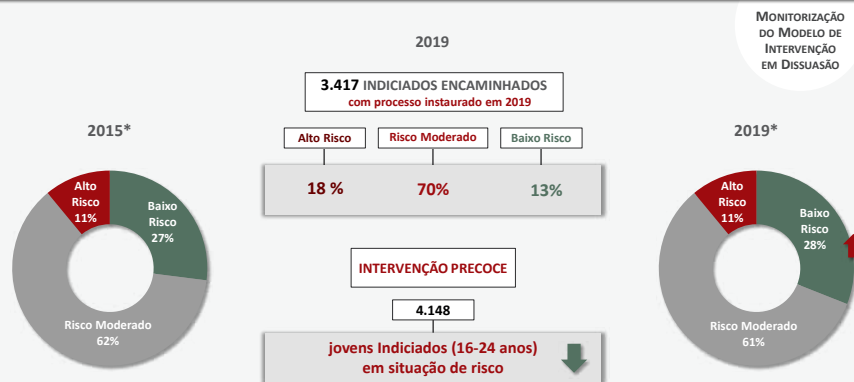 MONITORIZAÇÃO
DO MODELO DE
INTERVENÇÃO
EM DISSUASÃO
2019
3.417 INDICIADOS ENCAMINHADOS
com processo instaurado em 2019
Alto Risco
Risco Moderado
Baixo Risco
18 %
70%
13%
2015*
Alto
Risco
11%
Baixo
Risco
27%
Risco Moderado
62%
2019*
Alto
Risco
11%
Baixo
Risco
28%
Risco Moderado
61%
INTERVENÇÃO PRECOCE
4.148
jovens Indiciados (16-24 anos)
em situação de risco